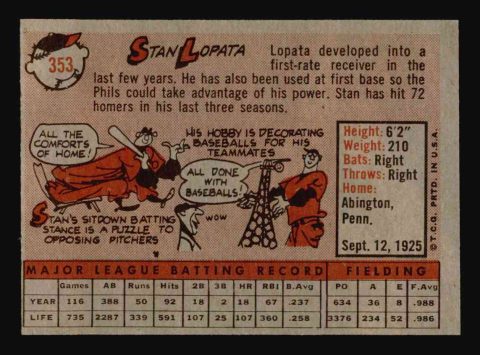 353
STAN LOPATA
Lopata developed into a
first-rate receiver in the
last few years. He has also been used at first base so the
Phils could take advantage of his power. Stan has hit 72
homers in his last three seasons.
ALL THE
COMFORTS
OF HOME!
STAN'S SITDOWN BATTING
STANCE IS A PUZZLE TO
OPPOSING PITCHERS
HIS HOBBY IS DECORATING
BASEBALLS FOR HIS
TEAMMATES
ALL DONE
WITH
BASEBALLS!
WOW
Height: 6'2"
Weight: 210
Bats: Right
Throws: Right
Home:
Abington,
Penn.
Sept. 12, 1925
© T.C.G. PRTD. IN U.S.A.
MAJOR LEAGUE BATTING RECORD FIELDING
Games AB Runs Hits 2B 3B HR RBI B.Avg. PO A E F.Avg
YEAR 116 388 50 92 18 2 18 67 .237 634 36 8 .988
LIFE 735 2287 339 591 107 24 107 360 .258 3376 234 52 .986